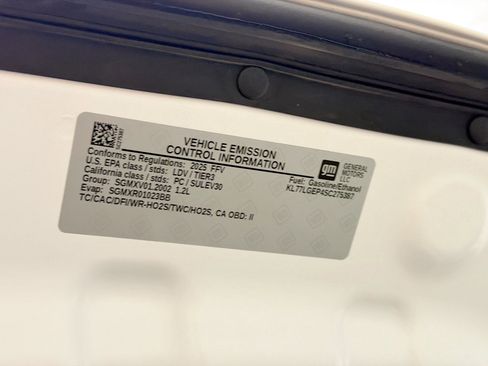 VEHICLE EMISSION
CONTROL INFORMATION
gm
GENERAL
MOTORS
LLC
Conforms to Regulations: 2025 FFV
U.S. EPA class / stds: LDV / TIER3
California class / stds: PC / SULEV30
Group: SGMXV01.2002 1.2L
Evap: SGMXR01023BB
TC/CAC/DFI/WR-HO2S/TWC/HO2S, CA OBD: II
Fuel: Gasoline/Ethanol
KL77LGEP4SC275387